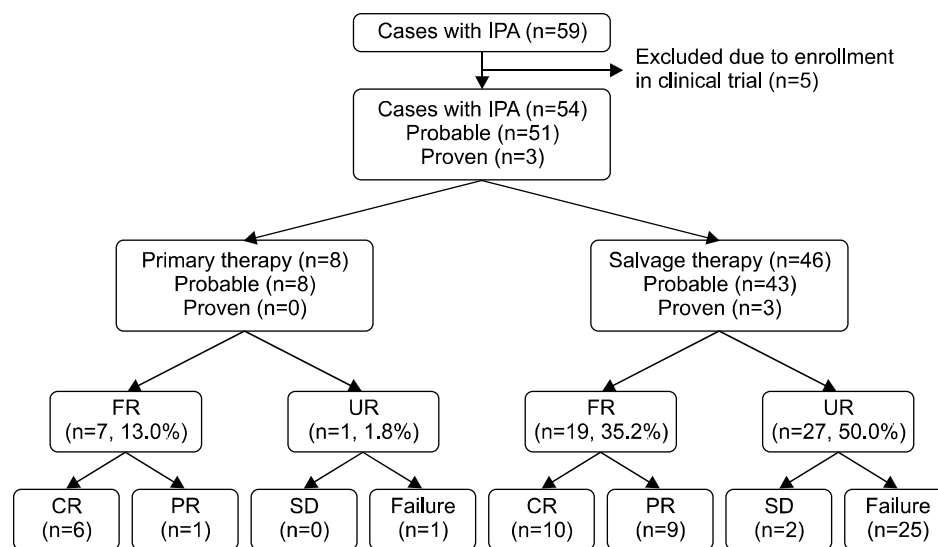 Cases with IPA (n=59)
Excluded due to enrollment
in clinical trial (n=5)
Cases with IPA (n=54)
Probable (n=51)
Proven (n=3)
Primary therapy (n=8)
Probable (n=8)
Proven (n=0)
Salvage therapy (n=46)
Probable (n=43)
Proven (n=3)
FR
(n=7, 13.0%)
UR
(n=1, 1.8%)
FR
(n=19, 35.2%)
UR
(n=27, 50.0%)
CR
(n=6)
PR
(n=1)
SD
(n=0)
Failure
(n=1)
CR
(n=10)
PR
(n=9)
SD
(n=2)
Failure
(n=25)